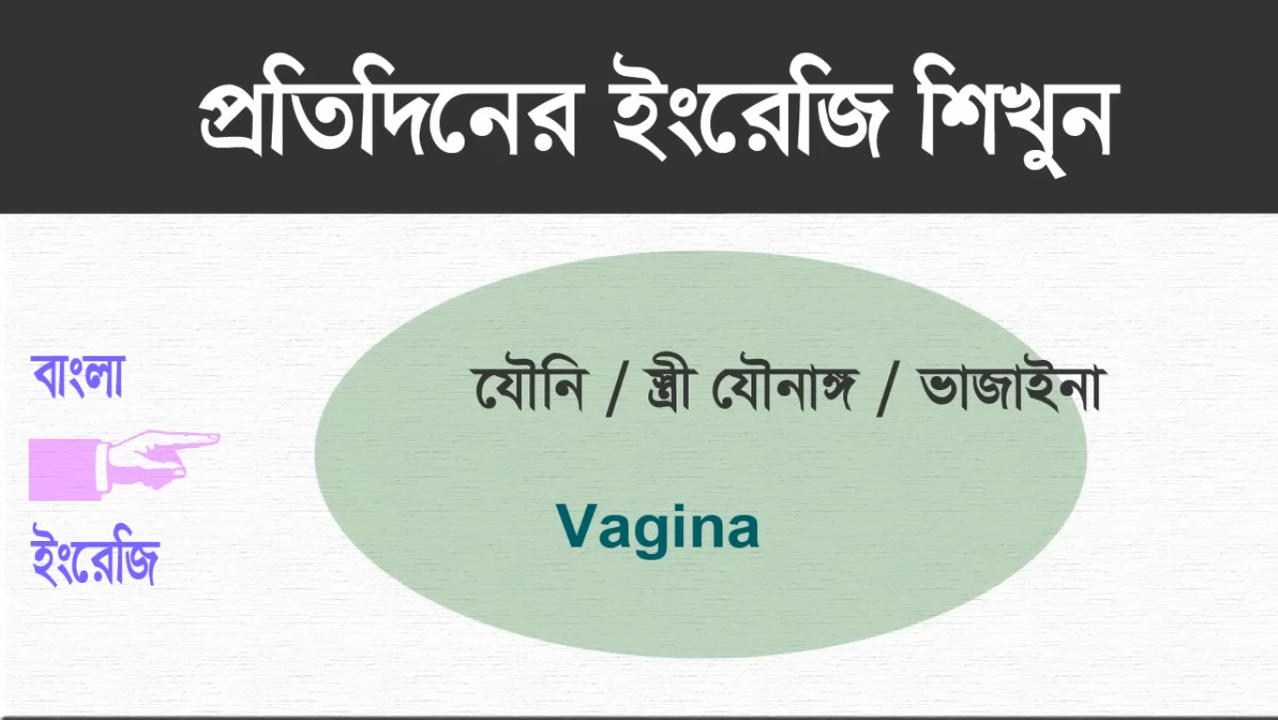 প্রতিদিনের ইংরেজি শিখুন
বাংলা
যৌনি / স্ত্রী যৌনাঙ্গ / ভাজাইনা
Vagina
ইংরেজি